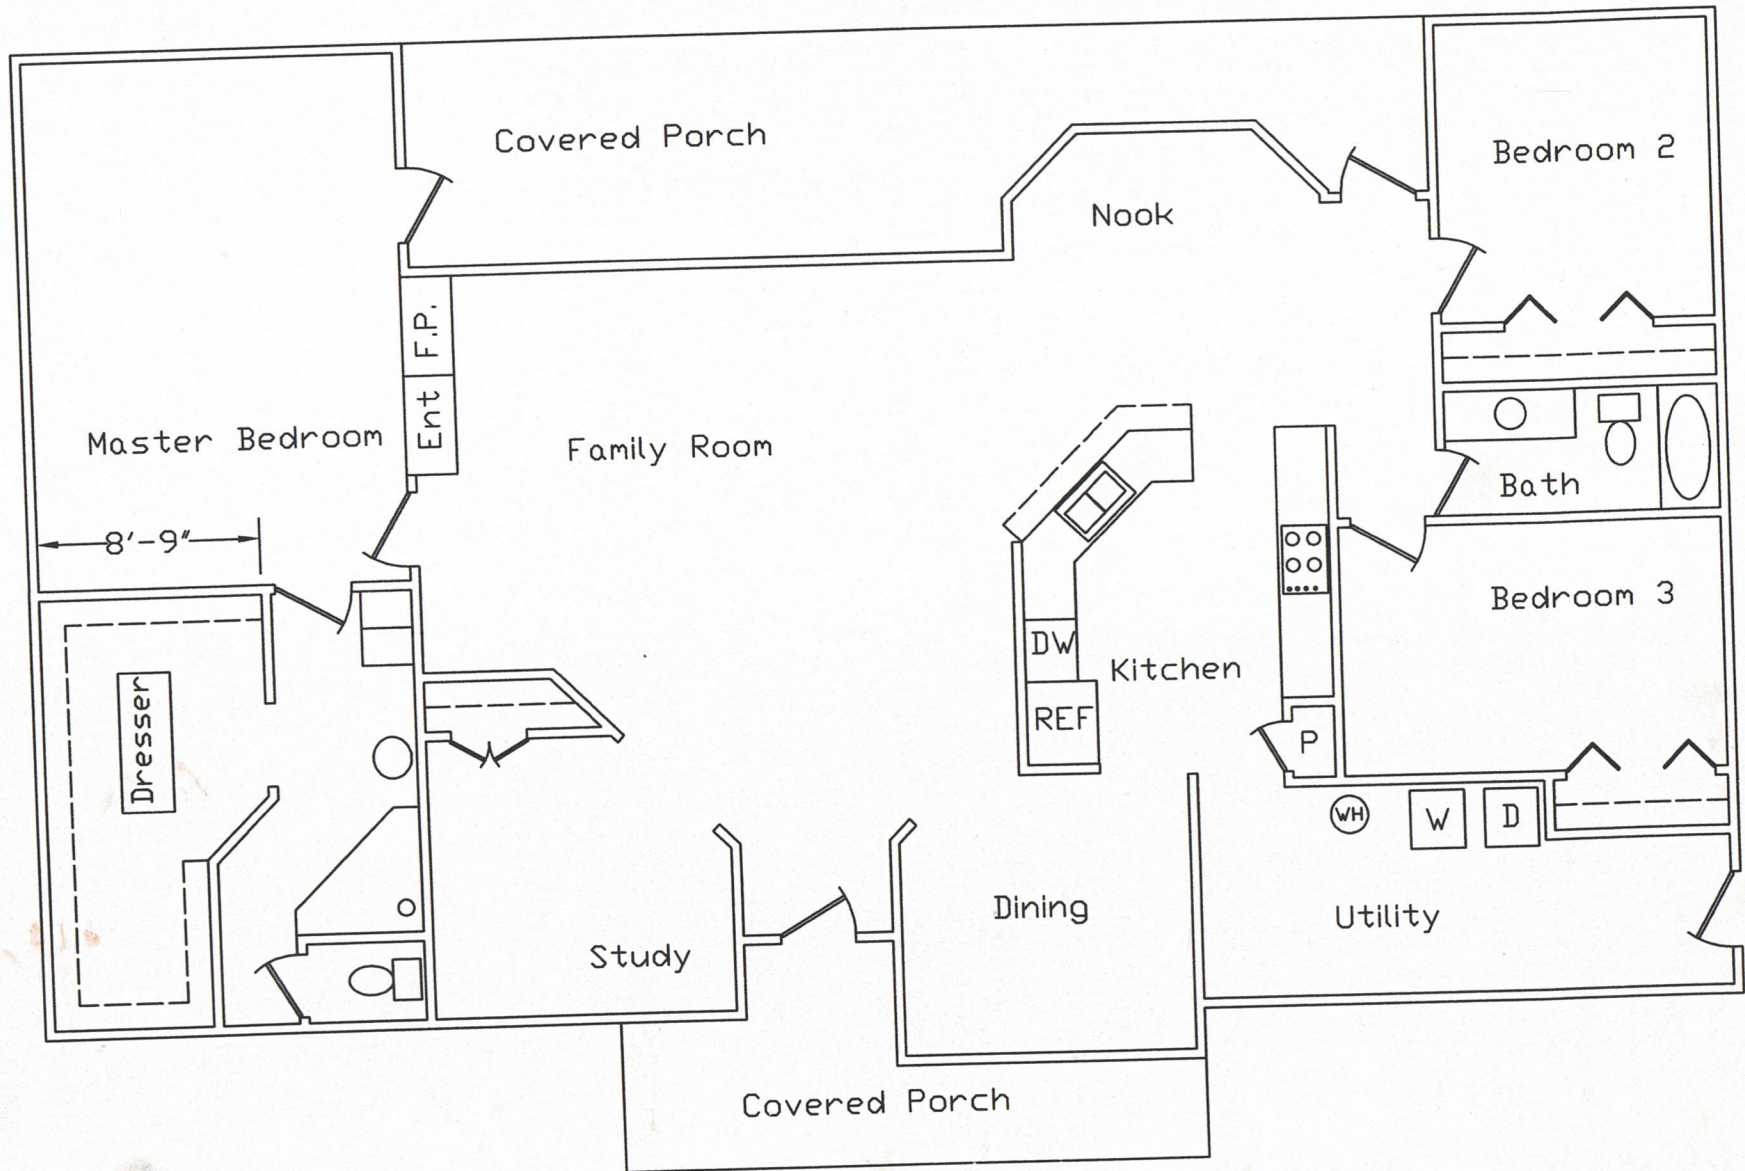 Covered Porch
Bedroom 2
Nook
F.P.
Ent
Master Bedroom
Family Room
Bath
8'-9"
Bedroom 3
DW
Kitchen
REF
P
Dresser
WH
W
D
Dining
Utility
Study
Covered Porch